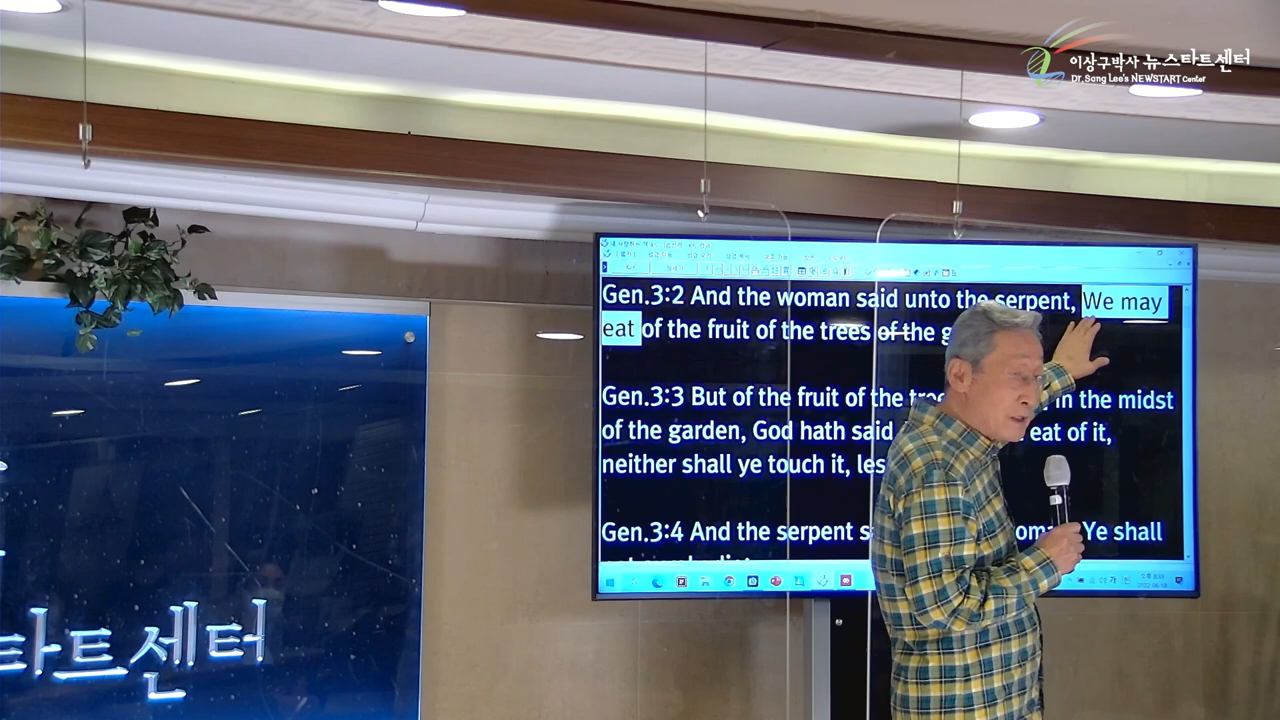 이상구박사 뉴스타트센터
Dr. Sang Lee's NEWSTART Center
Gen.3:2 And the woman said unto the serpent, We may
eat of the fruit of the trees of the
Gen.3:3 But of the fruit of the in the midst
of the garden, God hath said eat of it,
neither shall ye touch it,
Gen.3:4 And the serpent Ye shall
2022-06-18
타트센터